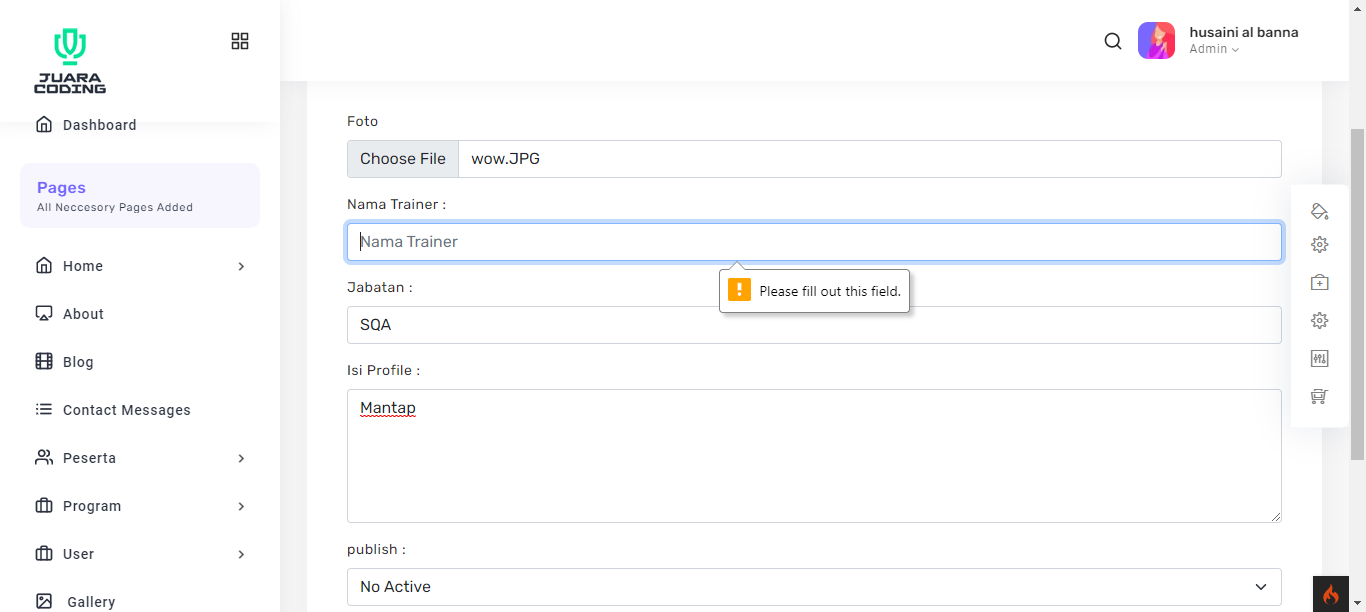 JUARA
CODING
husaini al banna
Admin
Dashboard
Pages
All Neccesory Pages Added
Home
About
Blog
Contact Messages
Peserta
Program
User
Gallery
Foto
Choose File wow.JPG
Nama Trainer :
Nama Trainer
Please fill out this field.
Jabatan :
SQA
Isi Profile :
Mantap
publish :
No Active